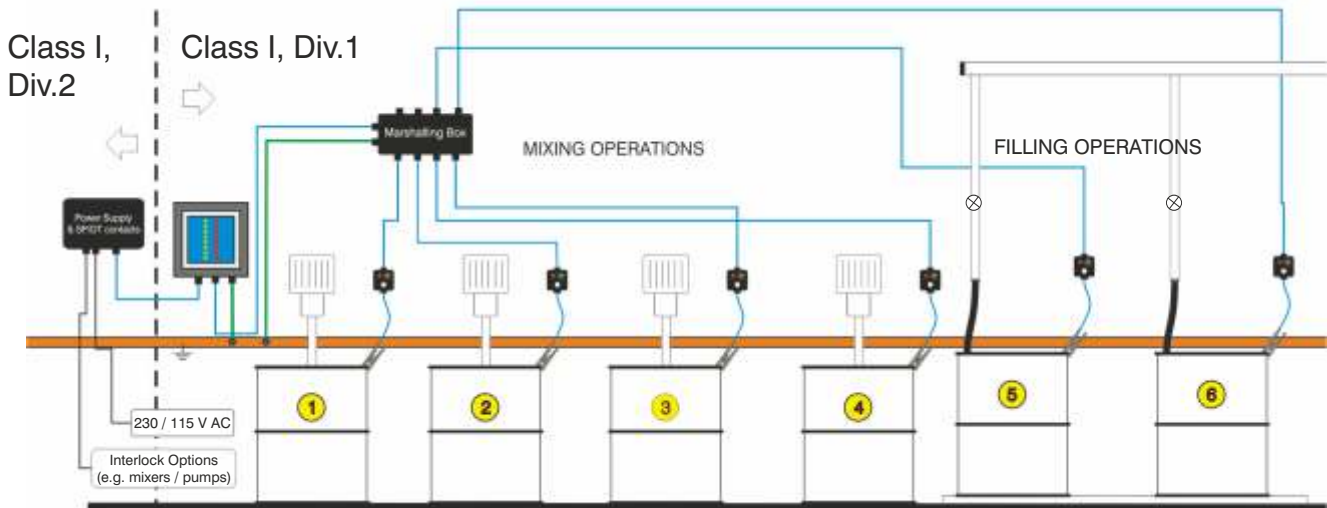 Class I,
Div.2
Class I, Div.1
Marshalling Box
MIXING OPERATIONS
FILLING OPERATIONS
Power Supply
& SPDT contacts
1
2
3
4
5
6
230 / 115 V AC
Interlock Options
(e.g. mixers / pumps)